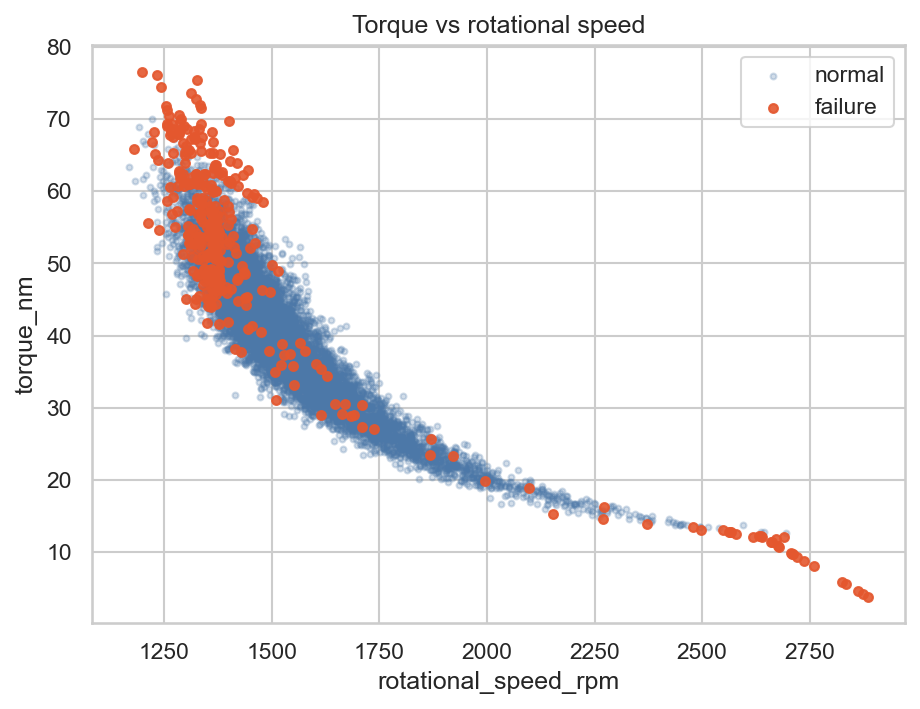 Torque vs rotational speed
80
70
60
50
40
30
20
10
torque_nm
normal
failure
1250 1500 1750 2000 2250 2500 2750
rotational_speed_rpm